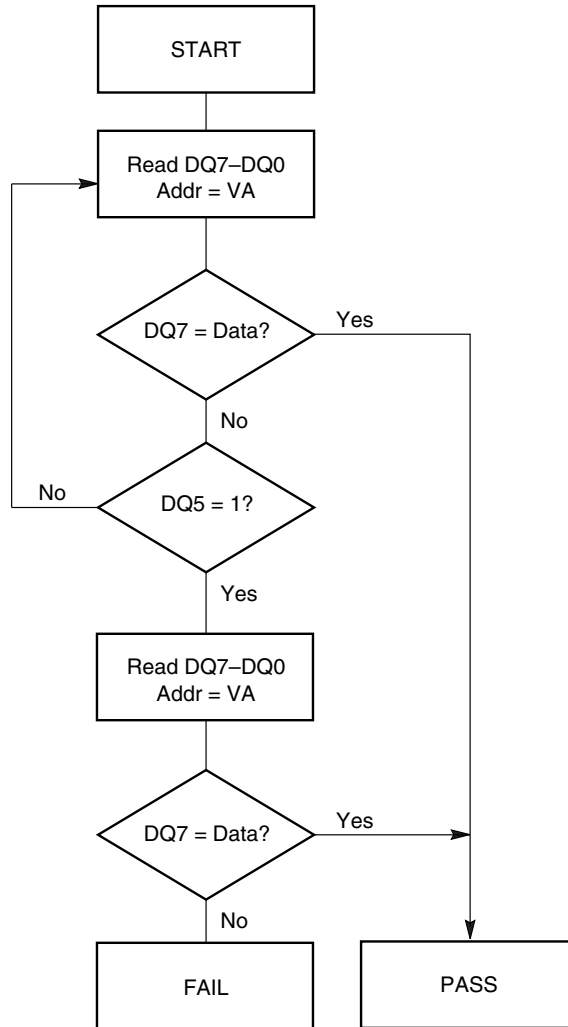 START
Read DQ7–DQ0
Addr = VA
DQ7 = Data?
Yes
No
DQ5 = 1?
No
Yes
Read DQ7–DQ0
Addr = VA
DQ7 = Data?
Yes
No
FAIL
PASS